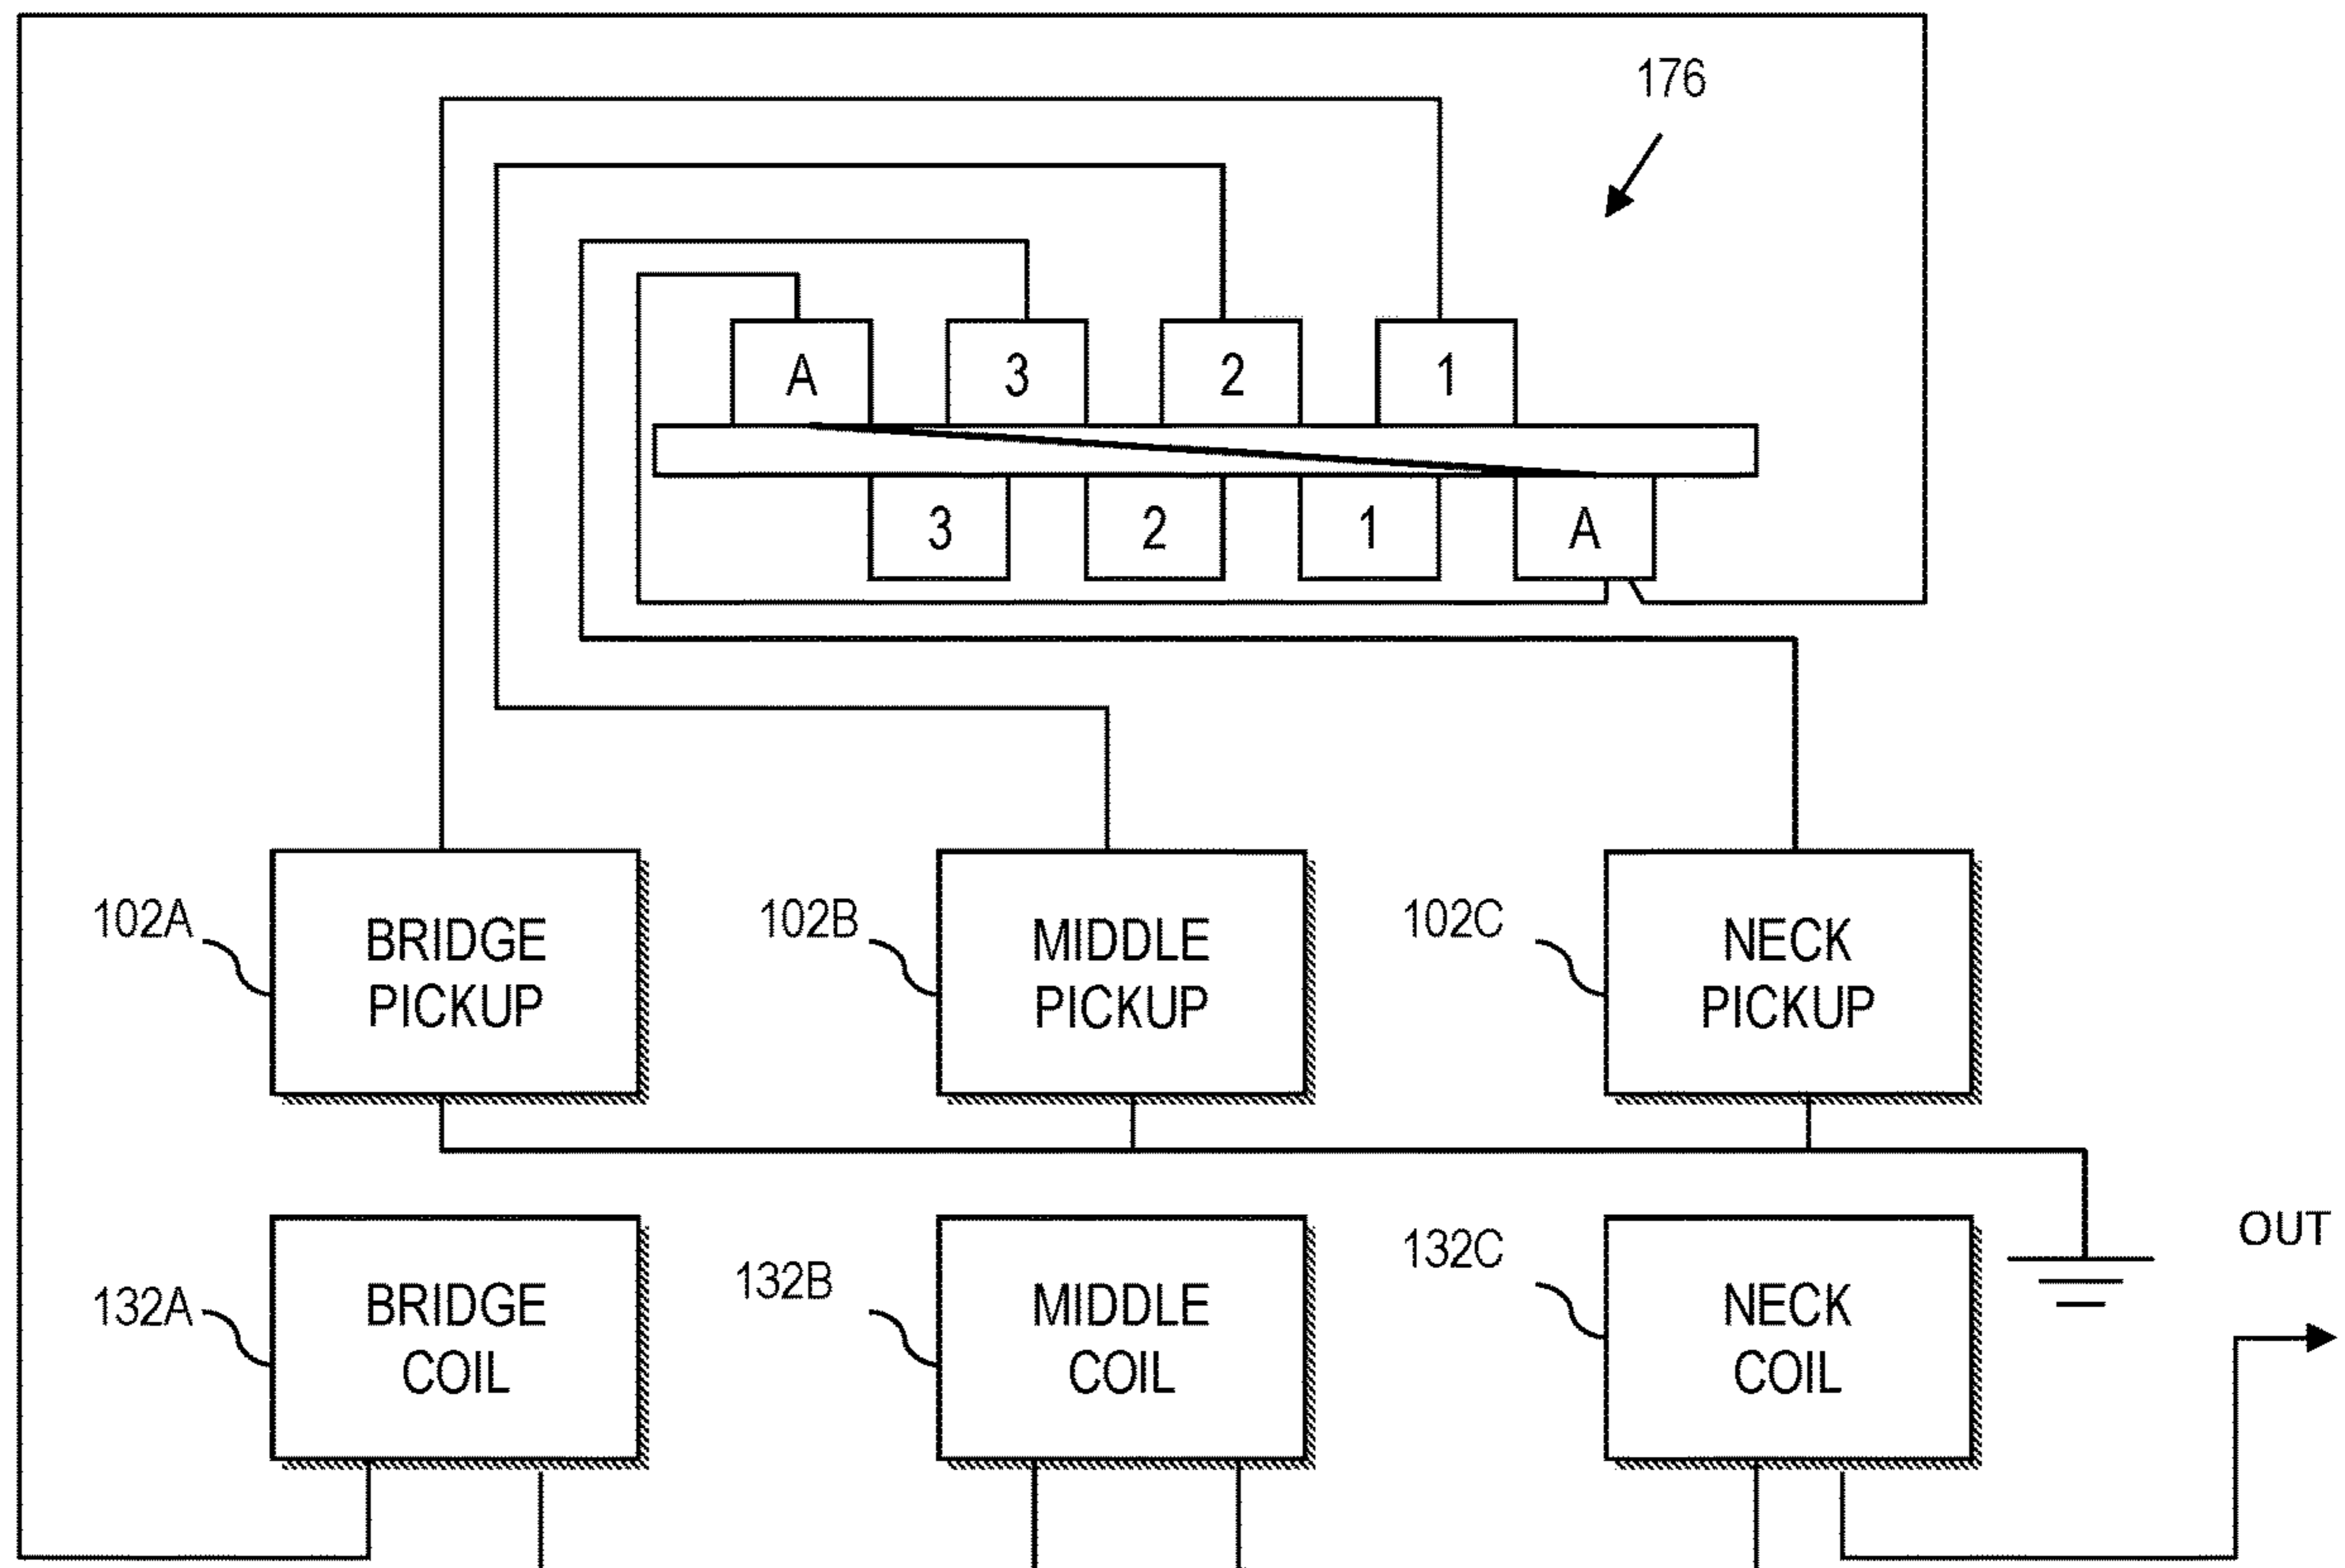 176
A
3
2
1
3
2
1
A
102A
BRIDGE
PICKUP
102B
MIDDLE
PICKUP
102C
NECK
PICKUP
132A
BRIDGE
COIL
132B
MIDDLE
COIL
132C
NECK
COIL
OUT